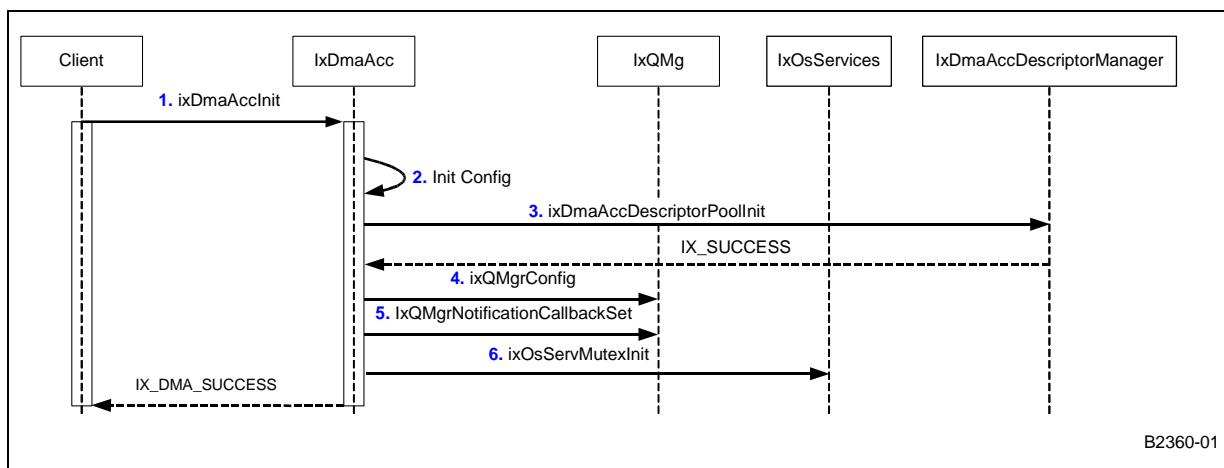 Client
IxDmaAcc
IxQMg
IxOsServices
IxDmaAccDescriptorManager
1. ixDmaAccInit
2. Init Config
3. ixDmaAccDescriptorPoolInit
IX_SUCCESS
4. ixQMgrConfig
5. IxQMgrNotificationCallbackSet
6. ixOsServMutexInit
IX_DMA_SUCCESS
B2360-01